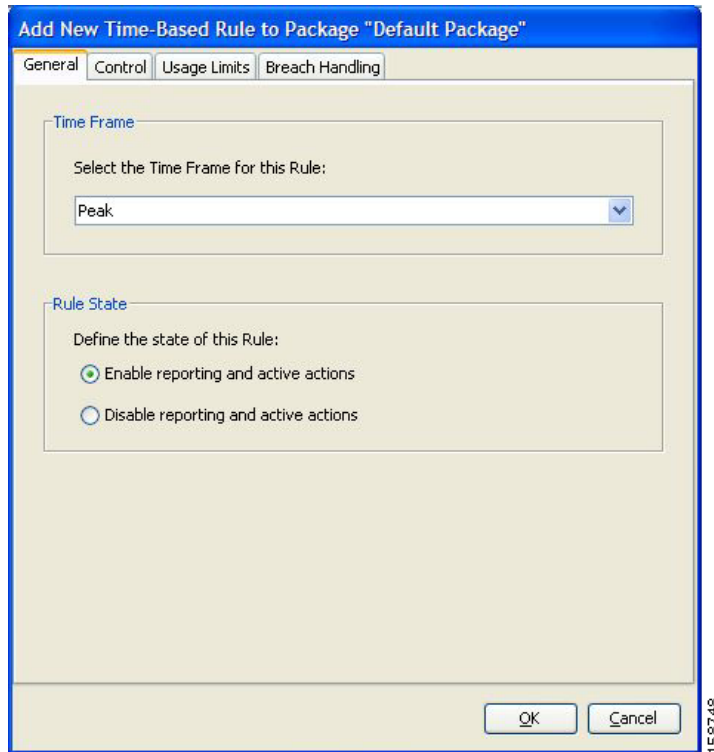 Add New Time-Based Rule to Package "Default Package"
General Control Usage Limits Breach Handling
Time Frame
Select the Time Frame for this Rule:
Peak
Rule State
Define the state of this Rule:
Enable reporting and active actions
Disable reporting and active actions
OK Cancel